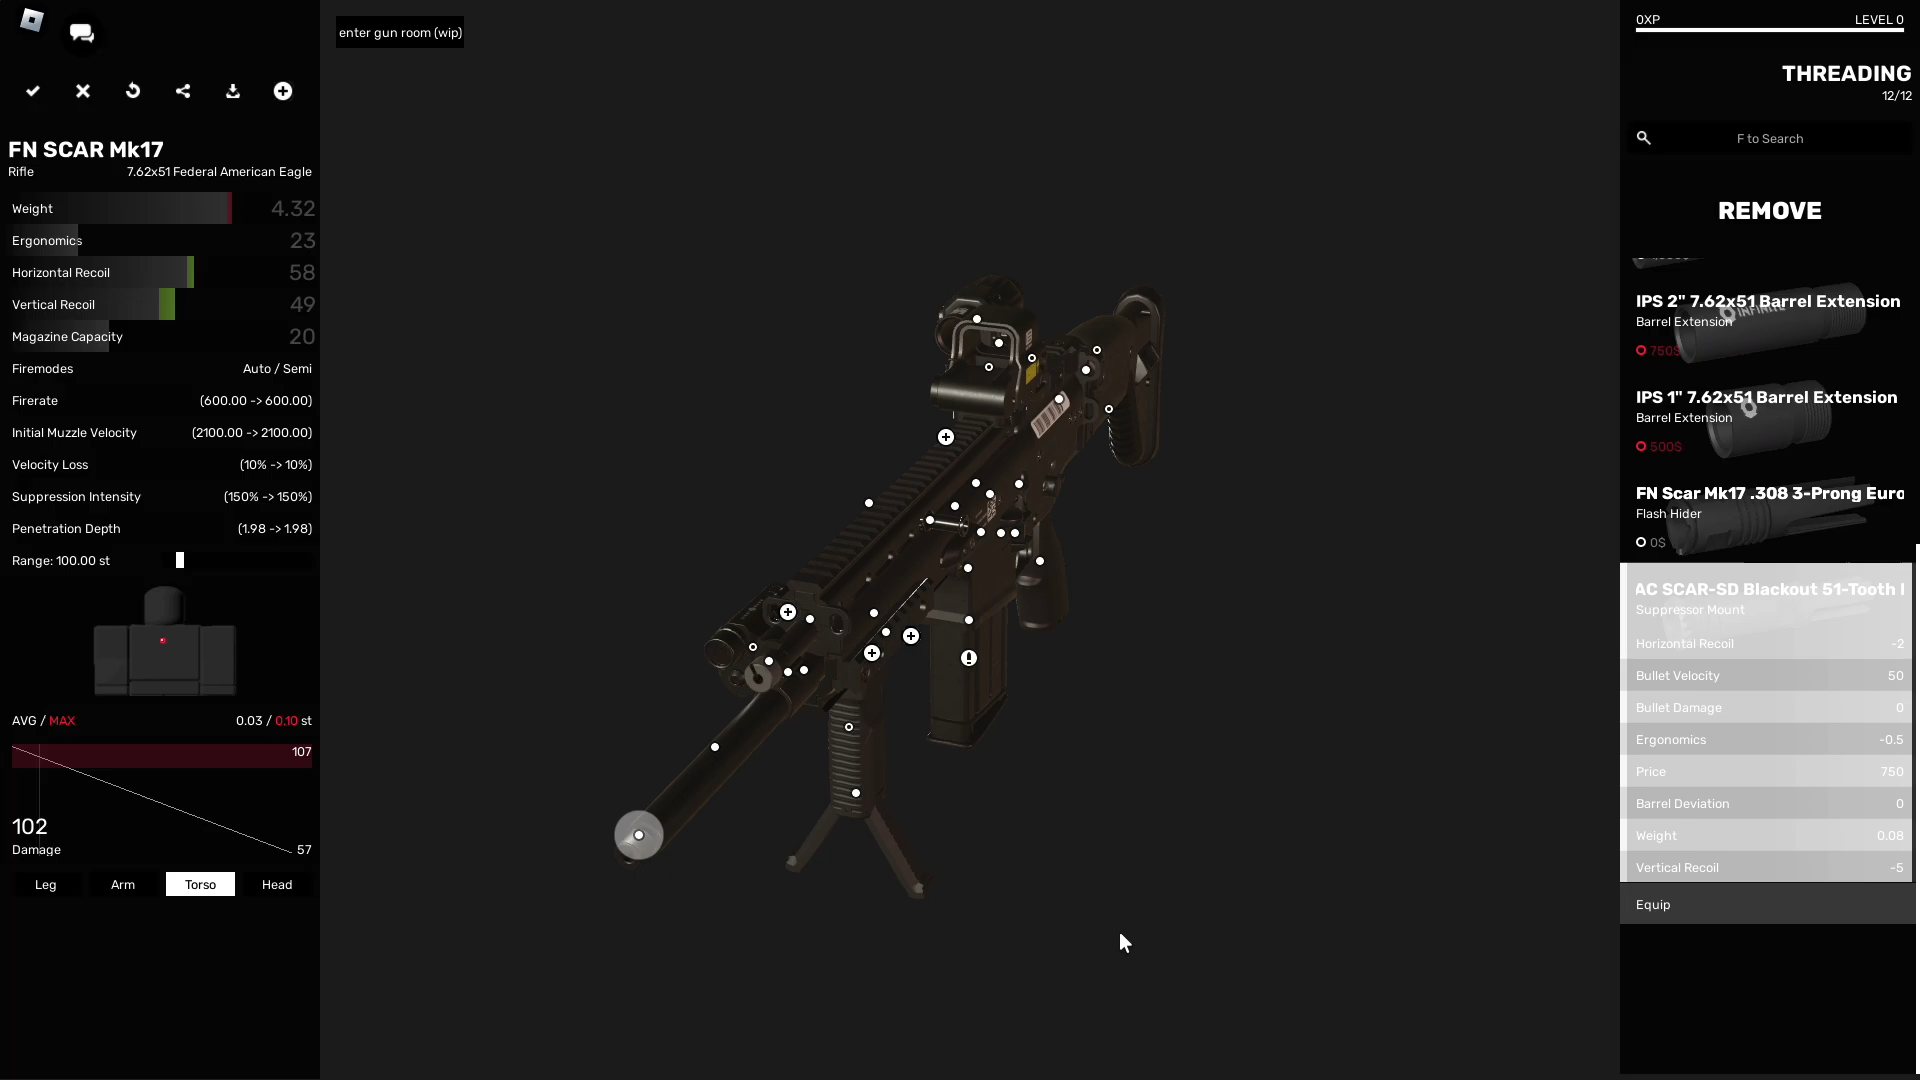 enter gun room (wip)
FN SCAR Mk17
Rifle 7.62x51 Federal American Eagle
Weight 4.32
Ergonomics 23
Horizontal Recoil 58
Vertical Recoil 49
Magazine Capacity 20
Firemodes Auto / Semi
Firerate (600.00 -> 600.00)
Initial Muzzle Velocity (2100.00 -> 2100.00)
Velocity Loss (10% -> 10%)
Suppression Intensity (150% -> 150%)
Penetration Depth (1.98 -> 1.98)
Range: 100.00 st
AVG / MAX 0.03 / 0.10 st
107
102
Damage
57
Leg Arm Torso Head
0XP LEVEL 0
THREADING
12/12
F to Search
REMOVE
IPS 2" 7.62x51 Barrel Extension
Barrel Extension
INFINITE
750$
IPS 1" 7.62x51 Barrel Extension
Barrel Extension
500$
FN Scar Mk17 .308 3-Prong Euro
Flash Hider
0$
AC SCAR-SD Blackout 51-Tooth
Suppressor Mount
Horizontal Recoil -2
Bullet Velocity 50
Bullet Damage 0
Ergonomics -0.5
Price 750
Barrel Deviation 0
Weight 0.08
Vertical Recoil -5
Equip